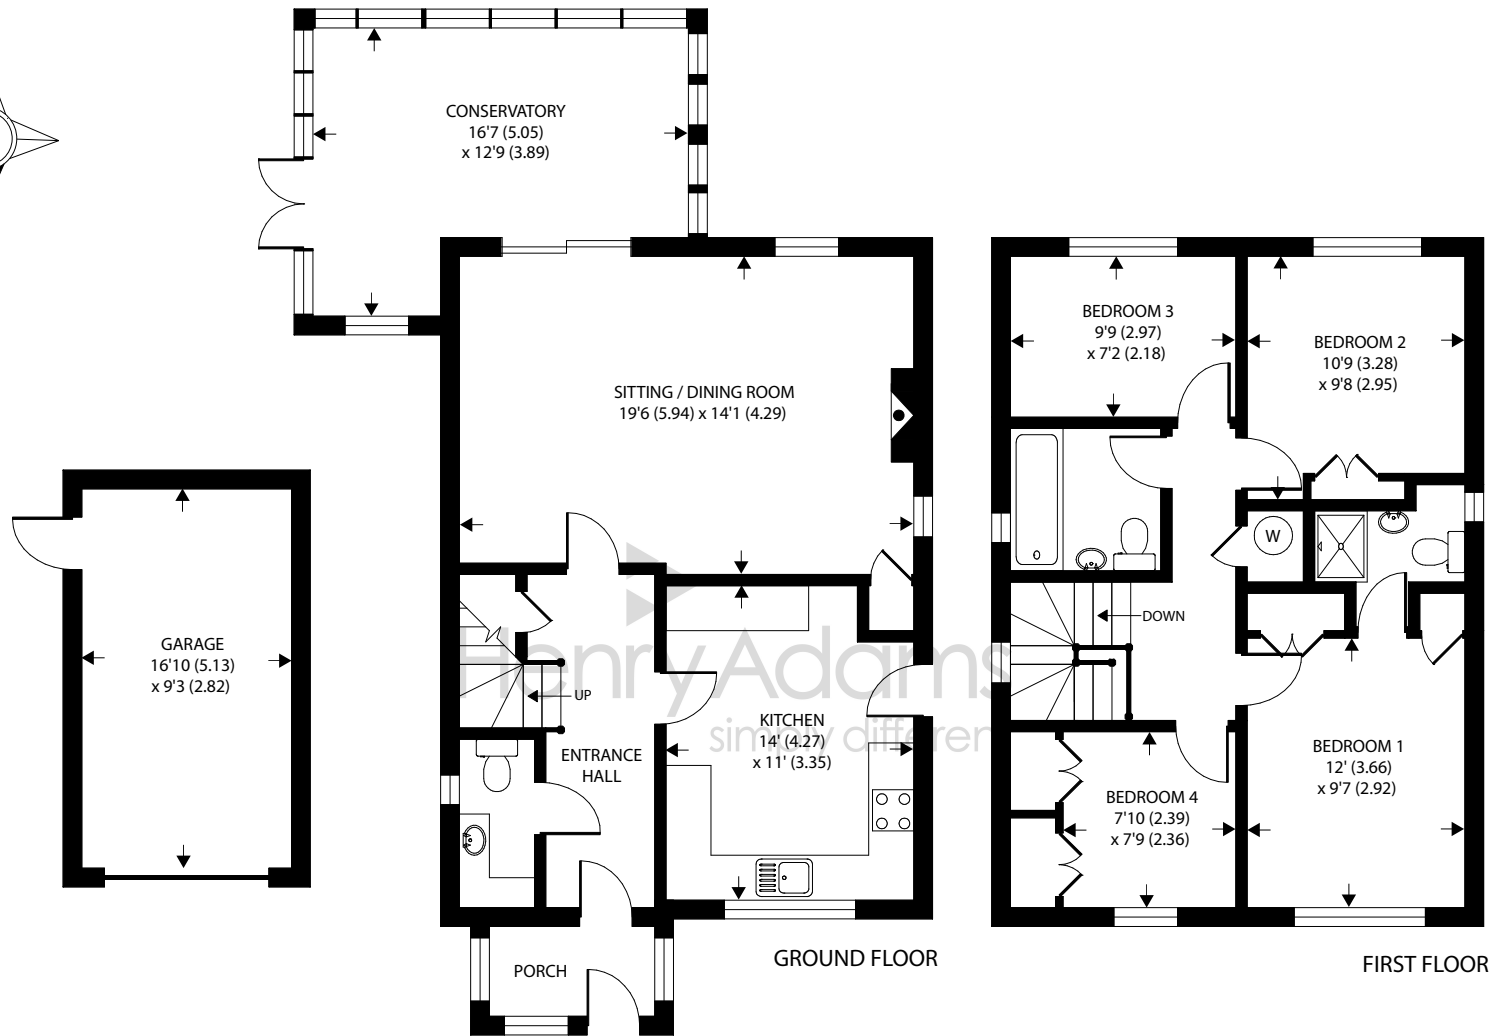 CONSERVATORY
16'7 (5.05)
x 12'9 (3.89)
SITTING / DINING ROOM
19'6 (5.94) x 14'1 (4.29)
GARAGE
16'10 (5.13)
x 9'3 (2.82)
UP
ENTRANCE
HALL
KITCHEN
14' (4.27)
x 11' (3.35)
PORCH
GROUND FLOOR
BEDROOM 3
9'9 (2.97)
x 7'2 (2.18)
BEDROOM 2
10'9 (3.28)
x 9'8 (2.95)
W
DOWN
BEDROOM 4
7'10 (2.39)
x 7'9 (2.36)
BEDROOM 1
12' (3.66)
x 9'7 (2.92)
FIRST FLOOR
Henry Adams
simply different